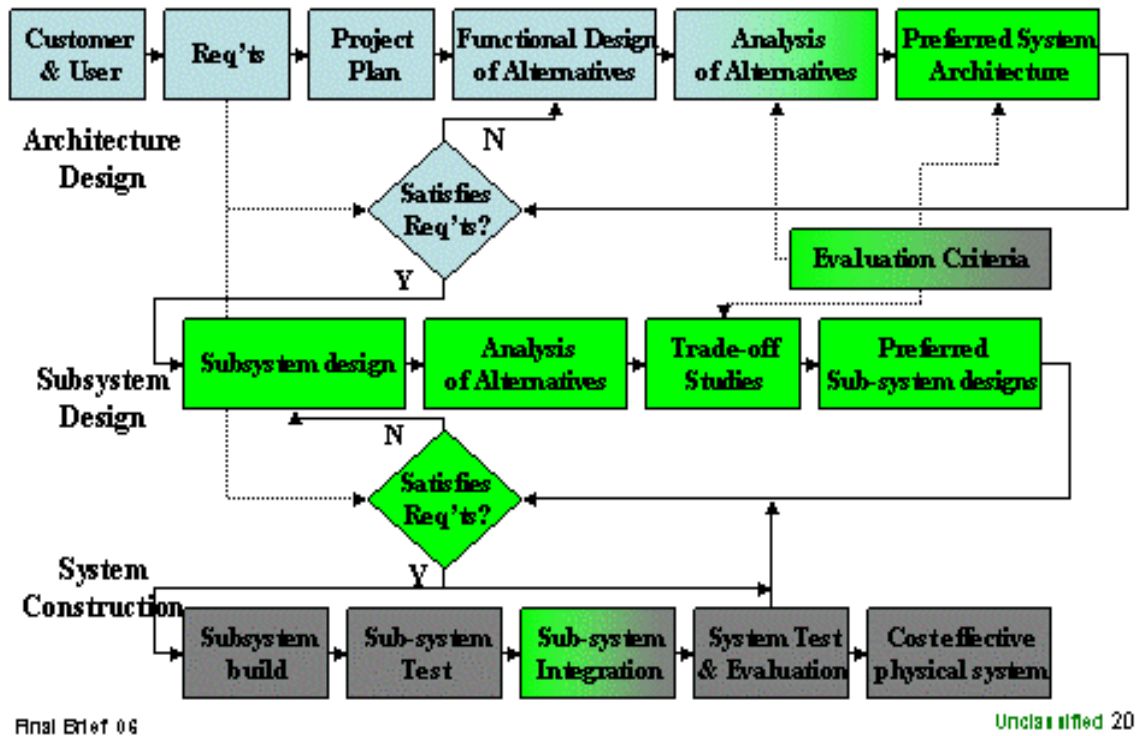 Customer
& User
Req'ts
Project
Plan
Functional Design
of Alternatives
Analysis
of Alternatives
Preferred System
Architecture
Architecture
Design
N
Satisfies
Req'ts?
Y
Evaluation Criteria
Subsystem
Design
Subsystem design
Analysis
of Alternatives
Trade-off
Studies
Preferred
Sub-system designs
N
Satisfies
Req'ts?
Y
System
Construction
Subsystem
build
Sub-system
Test
Sub-system
Integration
System Test
& Evaluation
Cost effective
physical system
Final Brief 06
Unclassified 20